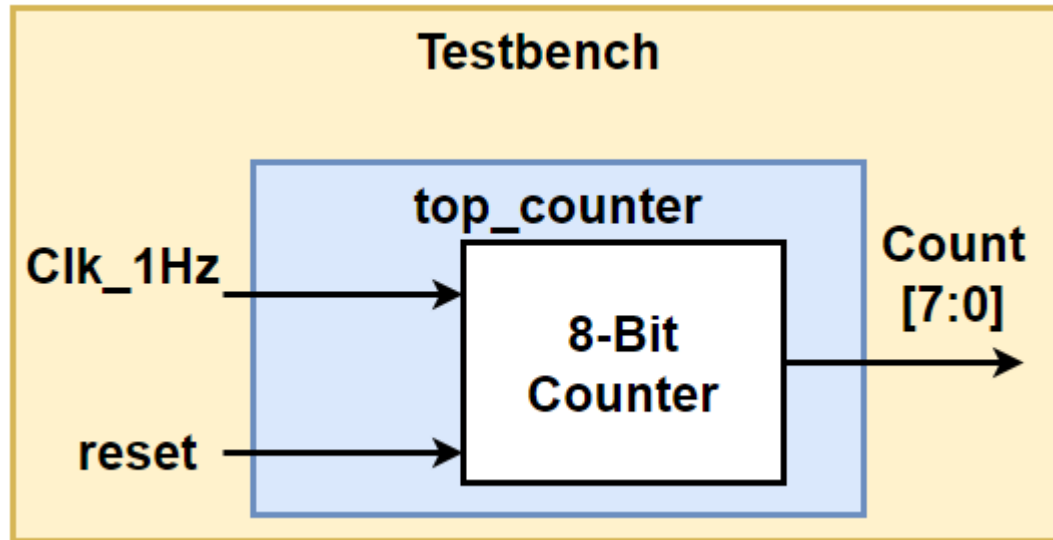 Testbench
top_counter
Clk_1Hz
Count
[7:0]
8-Bit
Counter
reset